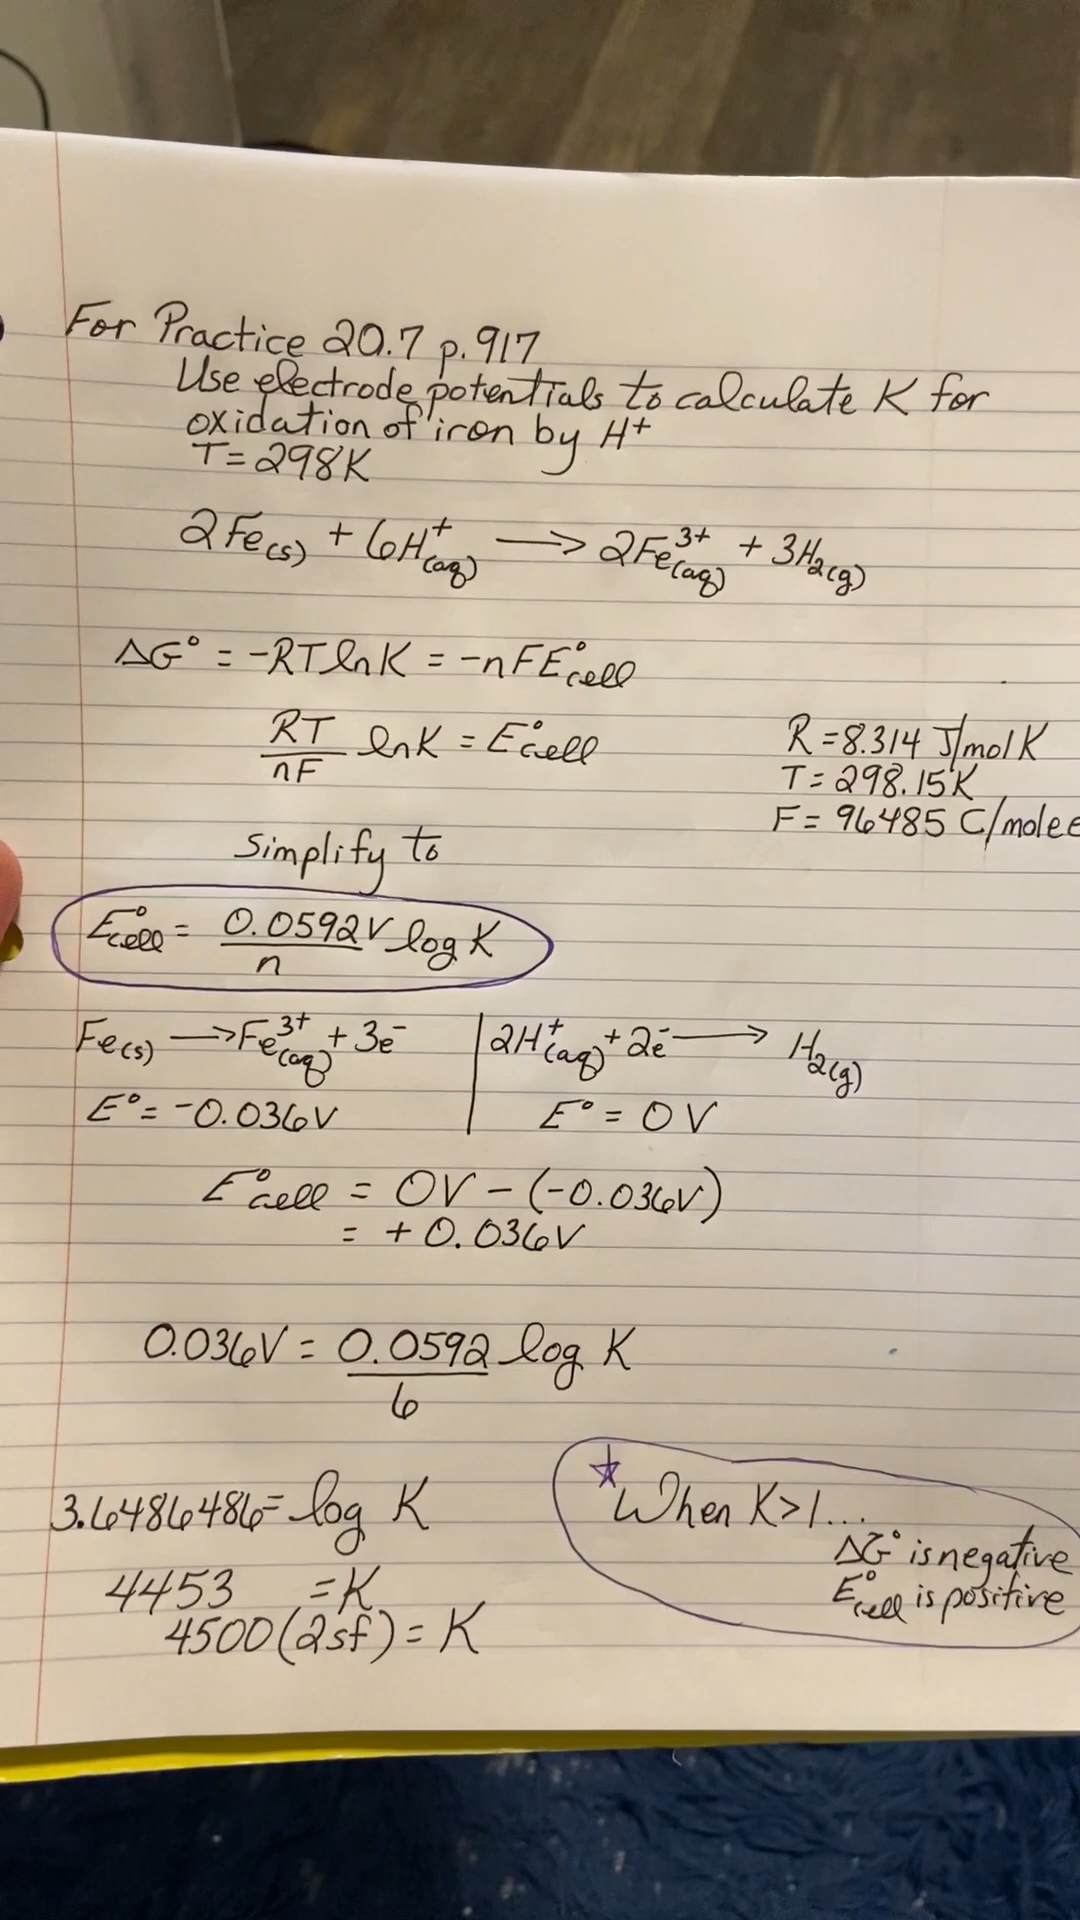 For Practice 20.7 p.917
Use electrode potentials to calculate K for
oxidation of iron by H⁺
T = 298K
2Fe(s) + 6H⁺(aq) ⟶ 2Fe³⁺(aq) + 3H₂(g)
ΔG° = -RT lnK = -nFE°cell
RT/nF lnK = E°cell
R = 8.314 J/mol K
T = 298.15K
F = 96485 C/mole e
Simplify to
E°cell = 0.0592V/n log K
Fe(s) ⟶ Fe³⁺(aq) + 3e⁻ | 2H⁺(aq) + 2e⁻ ⟶ H₂(g)
E° = -0.036V E° = 0V
E°cell = 0V - (-0.036V)
= +0.036V
0.036V = 0.0592/6 log K
3.6486486 = log K
4453 = K
4500 (2sf) = K
★ When K>1...
ΔG° is negative
E°cell is positive